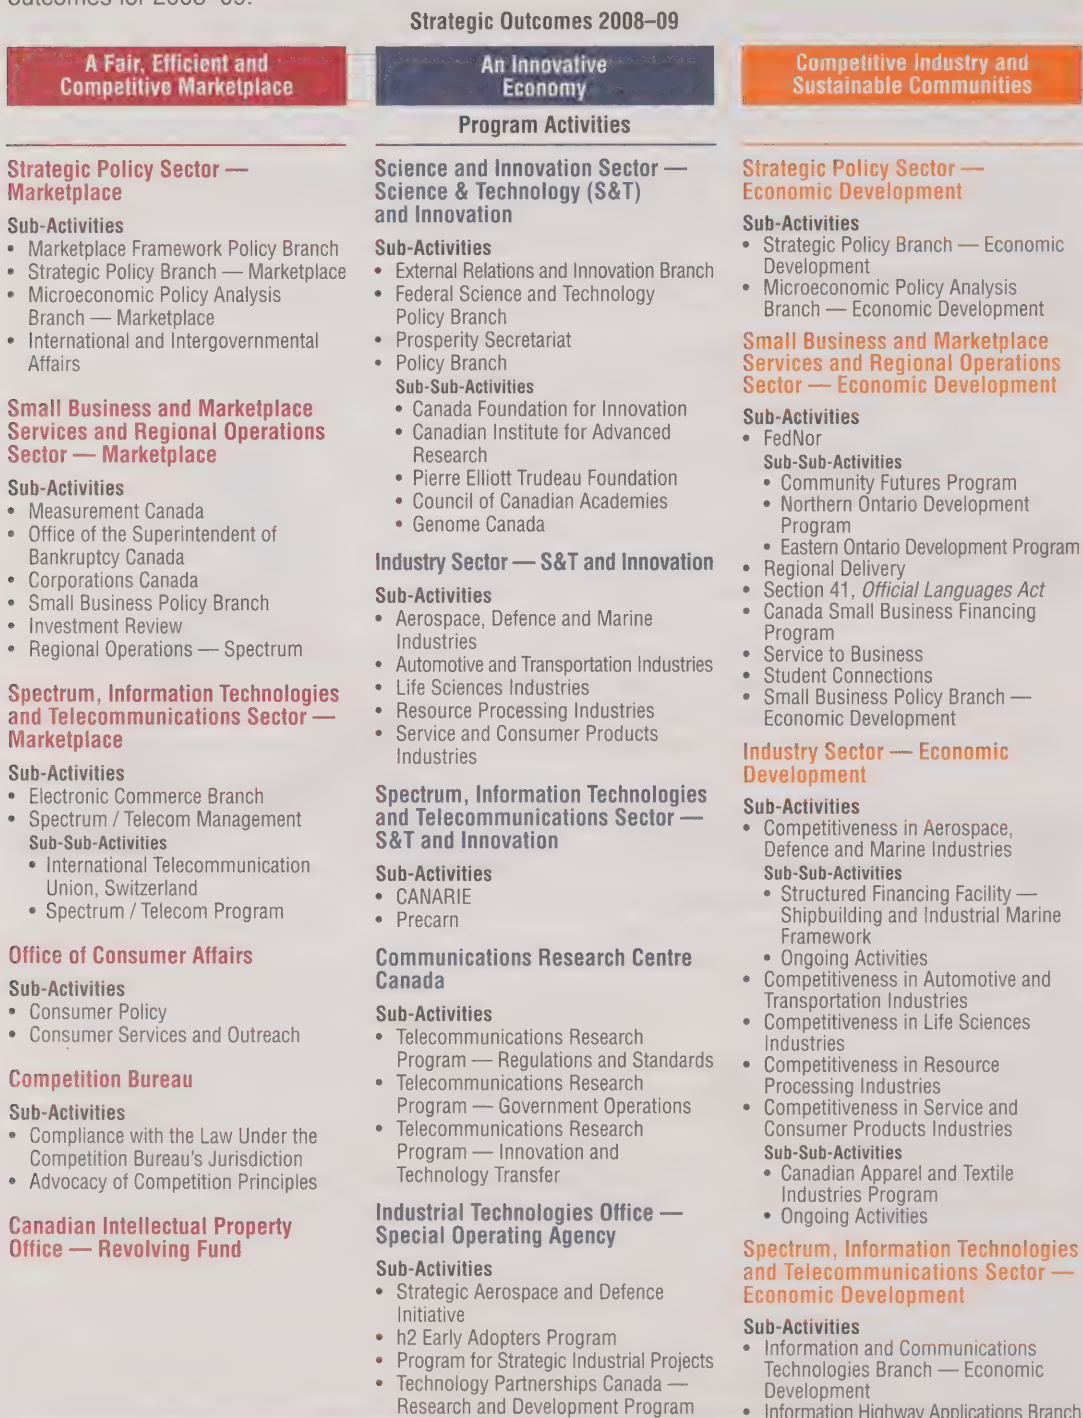 outcomes for 2008–09.
Strategic Outcomes 2008–09
A Fair, Efficient and
Competitive Marketplace
An Innovative
Economy
Competitive Industry and
Sustainable Communities
Program Activities
Strategic Policy Sector —
Marketplace
Sub-Activities
• Marketplace Framework Policy Branch
• Strategic Policy Branch — Marketplace
• Microeconomic Policy Analysis
Branch — Marketplace
• International and Intergovernmental
Affairs
Small Business and Marketplace
Services and Regional Operations
Sector — Marketplace
Sub-Activities
• Measurement Canada
• Office of the Superintendent of
Bankruptcy Canada
• Corporations Canada
• Small Business Policy Branch
• Investment Review
• Regional Operations — Spectrum
Spectrum, Information Technologies
and Telecommunications Sector —
Marketplace
Sub-Activities
• Electronic Commerce Branch
• Spectrum / Telecom Management
Sub-Sub-Activities
• International Telecommunication
Union, Switzerland
• Spectrum / Telecom Program
Office of Consumer Affairs
Sub-Activities
• Consumer Policy
• Consumer Services and Outreach
Competition Bureau
Sub-Activities
• Compliance with the Law Under the
Competition Bureau's Jurisdiction
• Advocacy of Competition Principles
Canadian Intellectual Property
Office — Revolving Fund
Science and Innovation Sector —
Science & Technology (S&T)
and Innovation
Sub-Activities
• External Relations and Innovation Branch
• Federal Science and Technology
Policy Branch
• Prosperity Secretariat
• Policy Branch
Sub-Sub-Activities
• Canada Foundation for Innovation
• Canadian Institute for Advanced
Research
• Pierre Elliott Trudeau Foundation
• Council of Canadian Academies
• Genome Canada
Industry Sector — S&T and Innovation
Sub-Activities
• Aerospace, Defence and Marine
Industries
• Automotive and Transportation Industries
• Life Sciences Industries
• Resource Processing Industries
• Service and Consumer Products
Industries
Spectrum, Information Technologies
and Telecommunications Sector —
S&T and Innovation
Sub-Activities
• CANARIE
• Precarn
Communications Research Centre
Canada
Sub-Activities
• Telecommunications Research
Program — Regulations and Standards
• Telecommunications Research
Program — Government Operations
• Telecommunications Research
Program — Innovation and
Technology Transfer
Industrial Technologies Office —
Special Operating Agency
Sub-Activities
• Strategic Aerospace and Defence
Initiative
• h2 Early Adopters Program
• Program for Strategic Industrial Projects
• Technology Partnerships Canada —
Research and Development Program
Strategic Policy Sector —
Economic Development
Sub-Activities
• Strategic Policy Branch — Economic
Development
• Microeconomic Policy Analysis
Branch — Economic Development
Small Business and Marketplace
Services and Regional Operations
Sector — Economic Development
Sub-Activities
• FedNor
Sub-Sub-Activities
• Community Futures Program
• Northern Ontario Development
Program
• Eastern Ontario Development Program
• Regional Delivery
• Section 41, Official Languages Act
• Canada Small Business Financing
Program
• Service to Business
• Student Connections
• Small Business Policy Branch —
Economic Development
Industry Sector — Economic
Development
Sub-Activities
• Competitiveness in Aerospace,
Defence and Marine Industries
Sub-Sub-Activities
• Structured Financing Facility —
Shipbuilding and Industrial Marine
Framework
• Ongoing Activities
• Competitiveness in Automotive and
Transportation Industries
• Competitiveness in Life Sciences
Industries
• Competitiveness in Resource
Processing Industries
• Competitiveness in Service and
Consumer Products Industries
Sub-Sub-Activities
• Canadian Apparel and Textile
Industries Program
• Ongoing Activities
Spectrum, Information Technologies
and Telecommunications Sector —
Economic Development
Sub-Activities
• Information and Communications
Technologies Branch — Economic
Development
• Information Highway Applications Branch